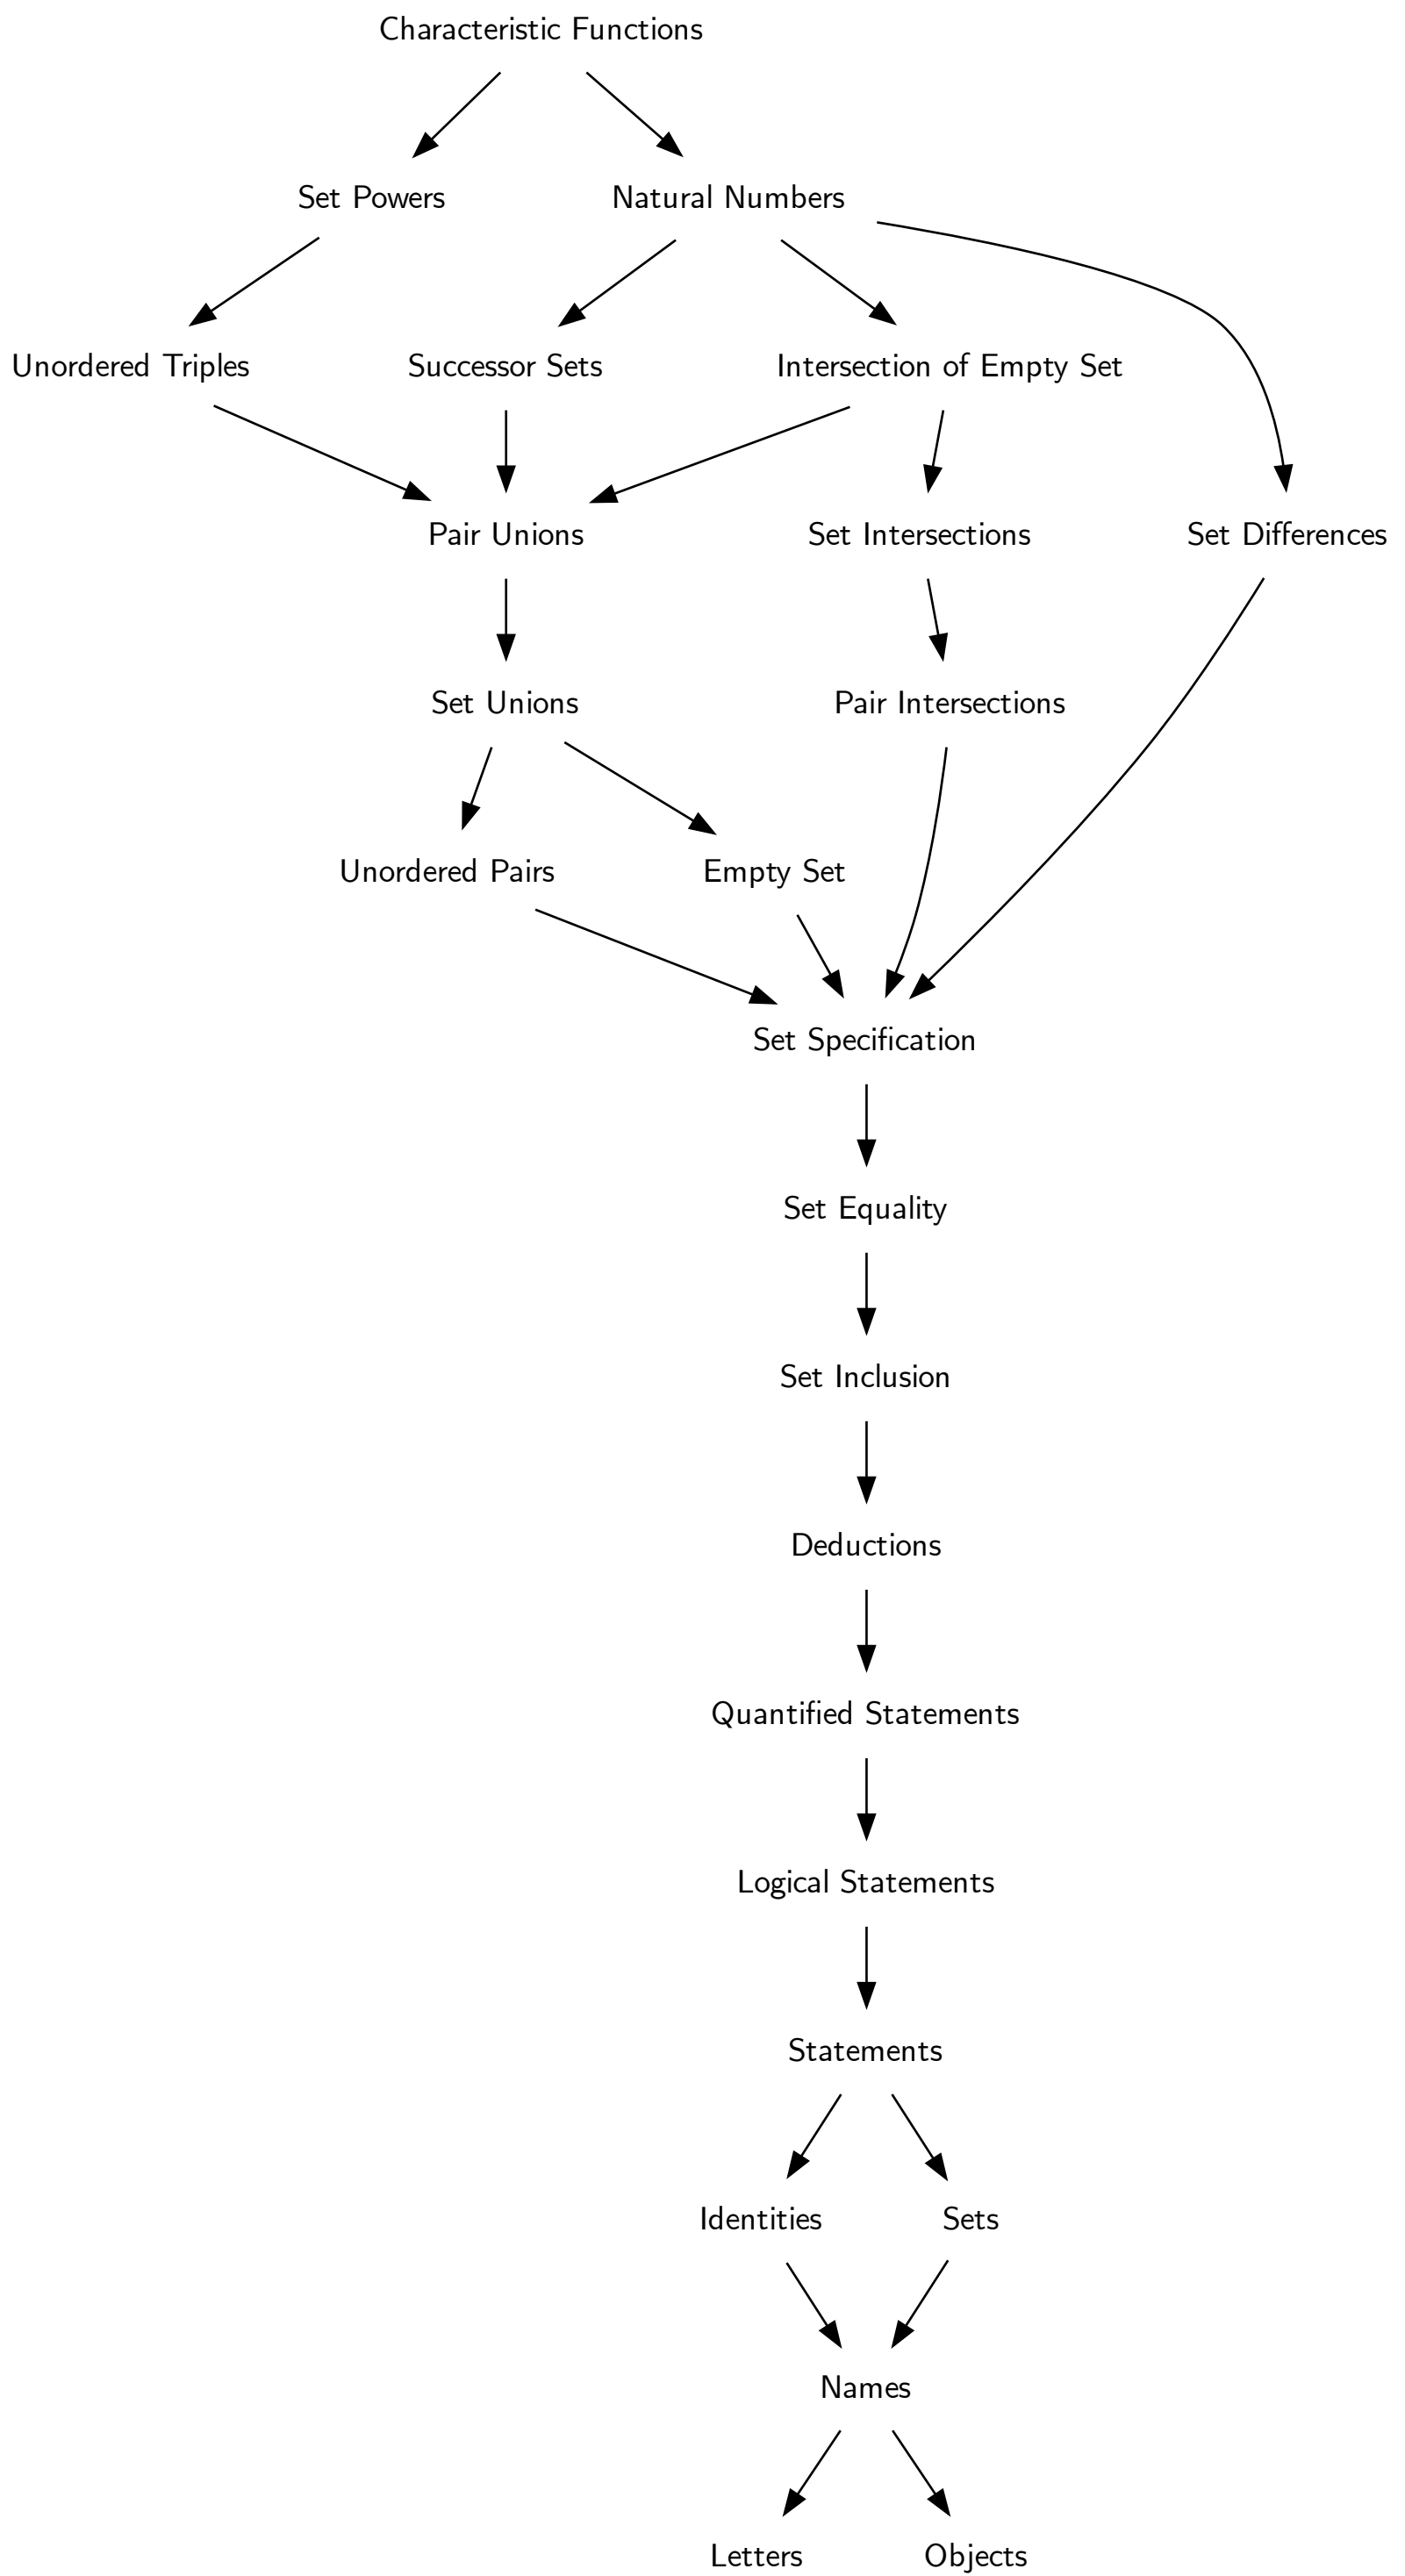 Characteristic Functions
Set Powers
Natural Numbers
Unordered Triples
Successor Sets
Intersection of Empty Set
Pair Unions
Set Intersections
Set Differences
Set Unions
Pair Intersections
Unordered Pairs
Empty Set
Set Specification
Set Equality
Set Inclusion
Deductions
Quantified Statements
Logical Statements
Statements
Identities
Sets
Names
Letters
Objects